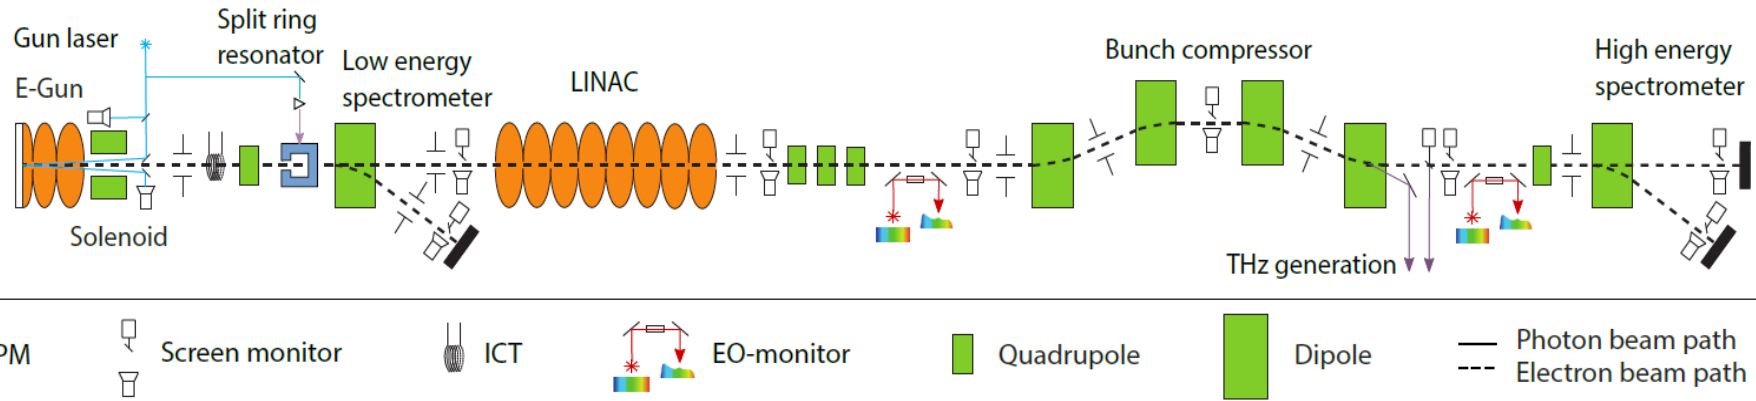 Gun laser
E-Gun
Solenoid
Split ring
resonator
Low energy
spectrometer
LINAC
Bunch compressor
THz generation
High energy
spectrometer
PM
Screen monitor
ICT
EO-monitor
Quadrupole
Dipole
Photon beam path
Electron beam path